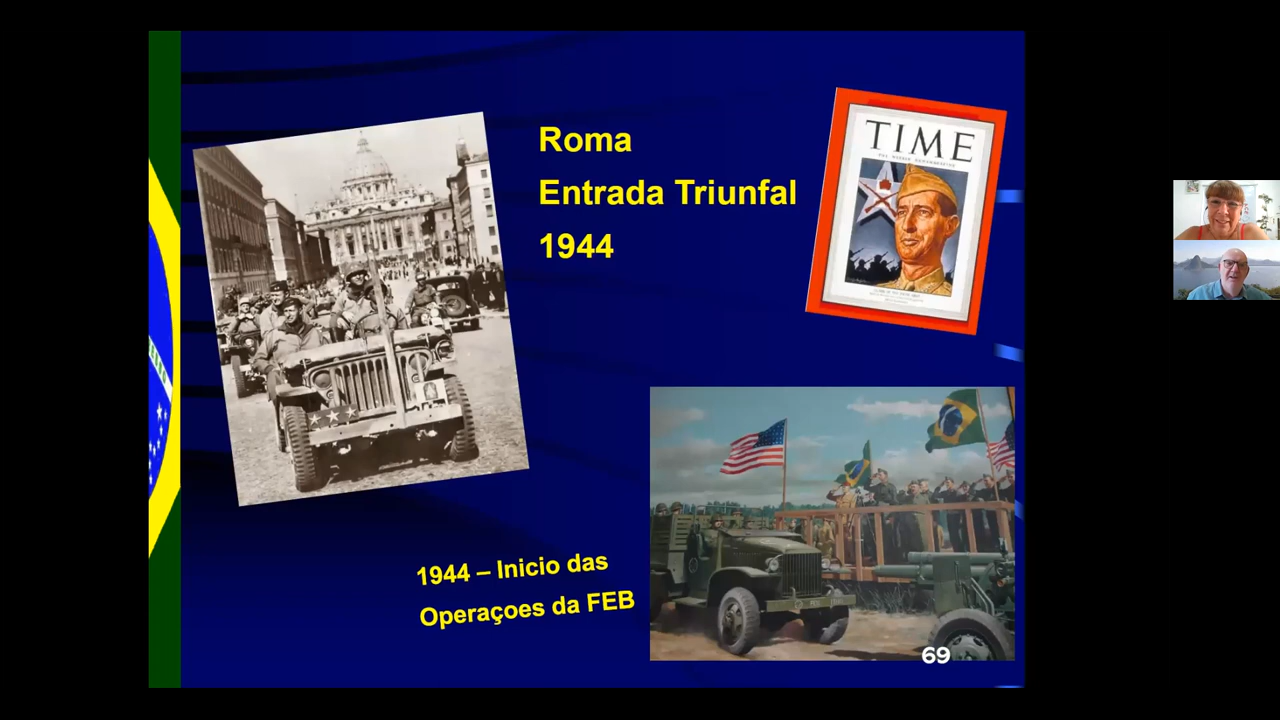 Roma
Entrada Triunfal
1944
TIME
1944 – Inicio das
Operaçoes da FEB
69